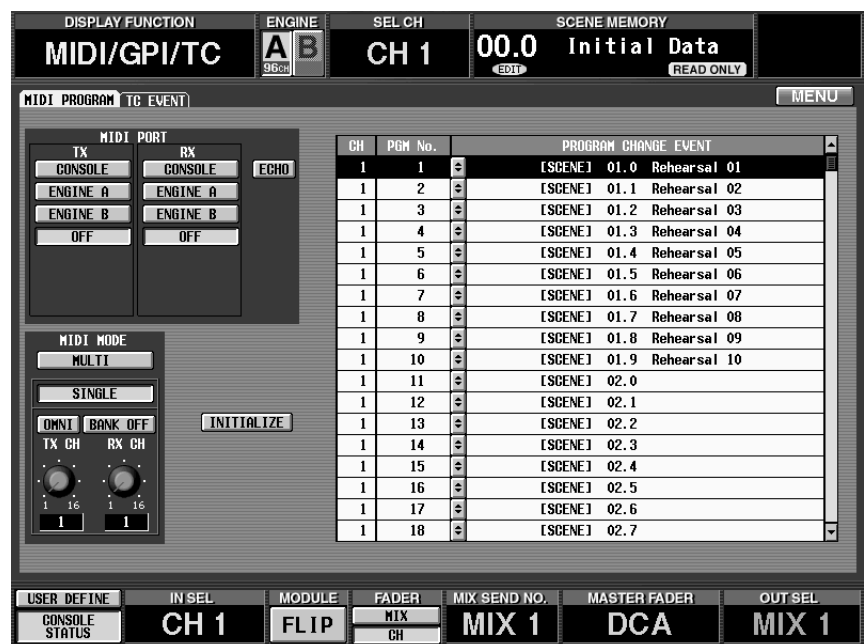 DISPLAY FUNCTION ENGINE SEL CH SCENE MEMORY
MIDI/GPI/TC A B CH 1 00.0 Initial Data
96CH EDIT READ ONLY
MIDI PROGRAM TC EVENT MENU
MIDI PORT
TX RX
CONSOLE CONSOLE ECHO
ENGINE A ENGINE A
ENGINE B ENGINE B
OFF OFF
MIDI MODE
MULTI
SINGLE
OMNI BANK OFF
TX CH RX CH
1 16 1 16
1 1
INITIALIZE
CH PGM No. PROGRAM CHANGE EVENT
1 1 [SCENE] 01.0 Rehearsal 01
1 2 [SCENE] 01.1 Rehearsal 02
1 3 [SCENE] 01.2 Rehearsal 03
1 4 [SCENE] 01.3 Rehearsal 04
1 5 [SCENE] 01.4 Rehearsal 05
1 6 [SCENE] 01.5 Rehearsal 06
1 7 [SCENE] 01.6 Rehearsal 07
1 8 [SCENE] 01.7 Rehearsal 08
1 9 [SCENE] 01.8 Rehearsal 09
1 10 [SCENE] 01.9 Rehearsal 10
1 11 [SCENE] 02.0
1 12 [SCENE] 02.1
1 13 [SCENE] 02.2
1 14 [SCENE] 02.3
1 15 [SCENE] 02.4
1 16 [SCENE] 02.5
1 17 [SCENE] 02.6
1 18 [SCENE] 02.7
USER DEFINE IN SEL MODULE FADER MIX SEND NO. MASTER FADER OUT SEL
CONSOLE STATUS CH 1 FLIP MIX CH MIX 1 DCA MIX 1